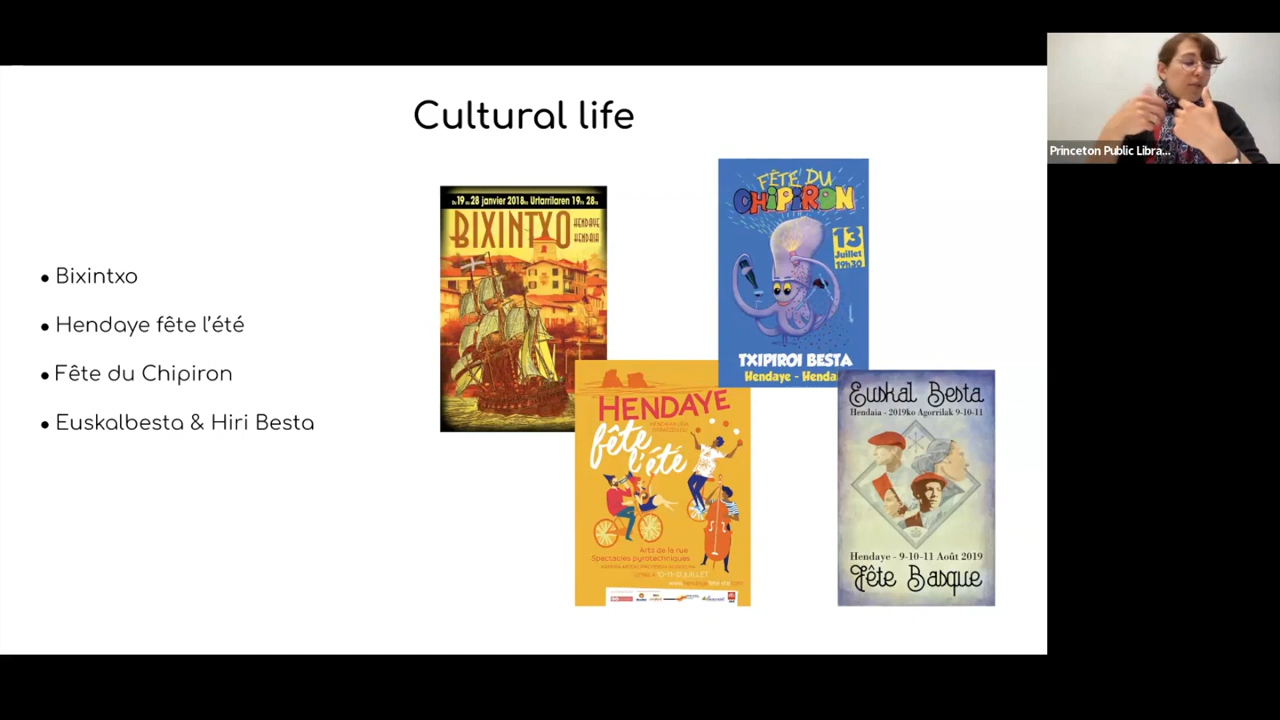 Cultural life
Princeton Public Libra...
• Bixintxo
• Hendaye fête l'été
• Fête du Chipiron
• Euskalbesta & Hiri Besta
Du 19 au 28 janvier 2018 Urtarrilaren 19tik 28ra
BIXINTXO
HENDAYE
HENDAIA
FÊTE DU
CHIPIRON
13
Juillet
19h30
TXIPIROI BESTA
Hendaye - Hendai
HENDAYE
fête
l'été
Arts de la rue
Spectacles pyrotechniques
Euskal Besta
Hendaia - 2019ko Agorrilak 9-10-11
Hendaye - 9-10-11 Août 2019
Fête Basque